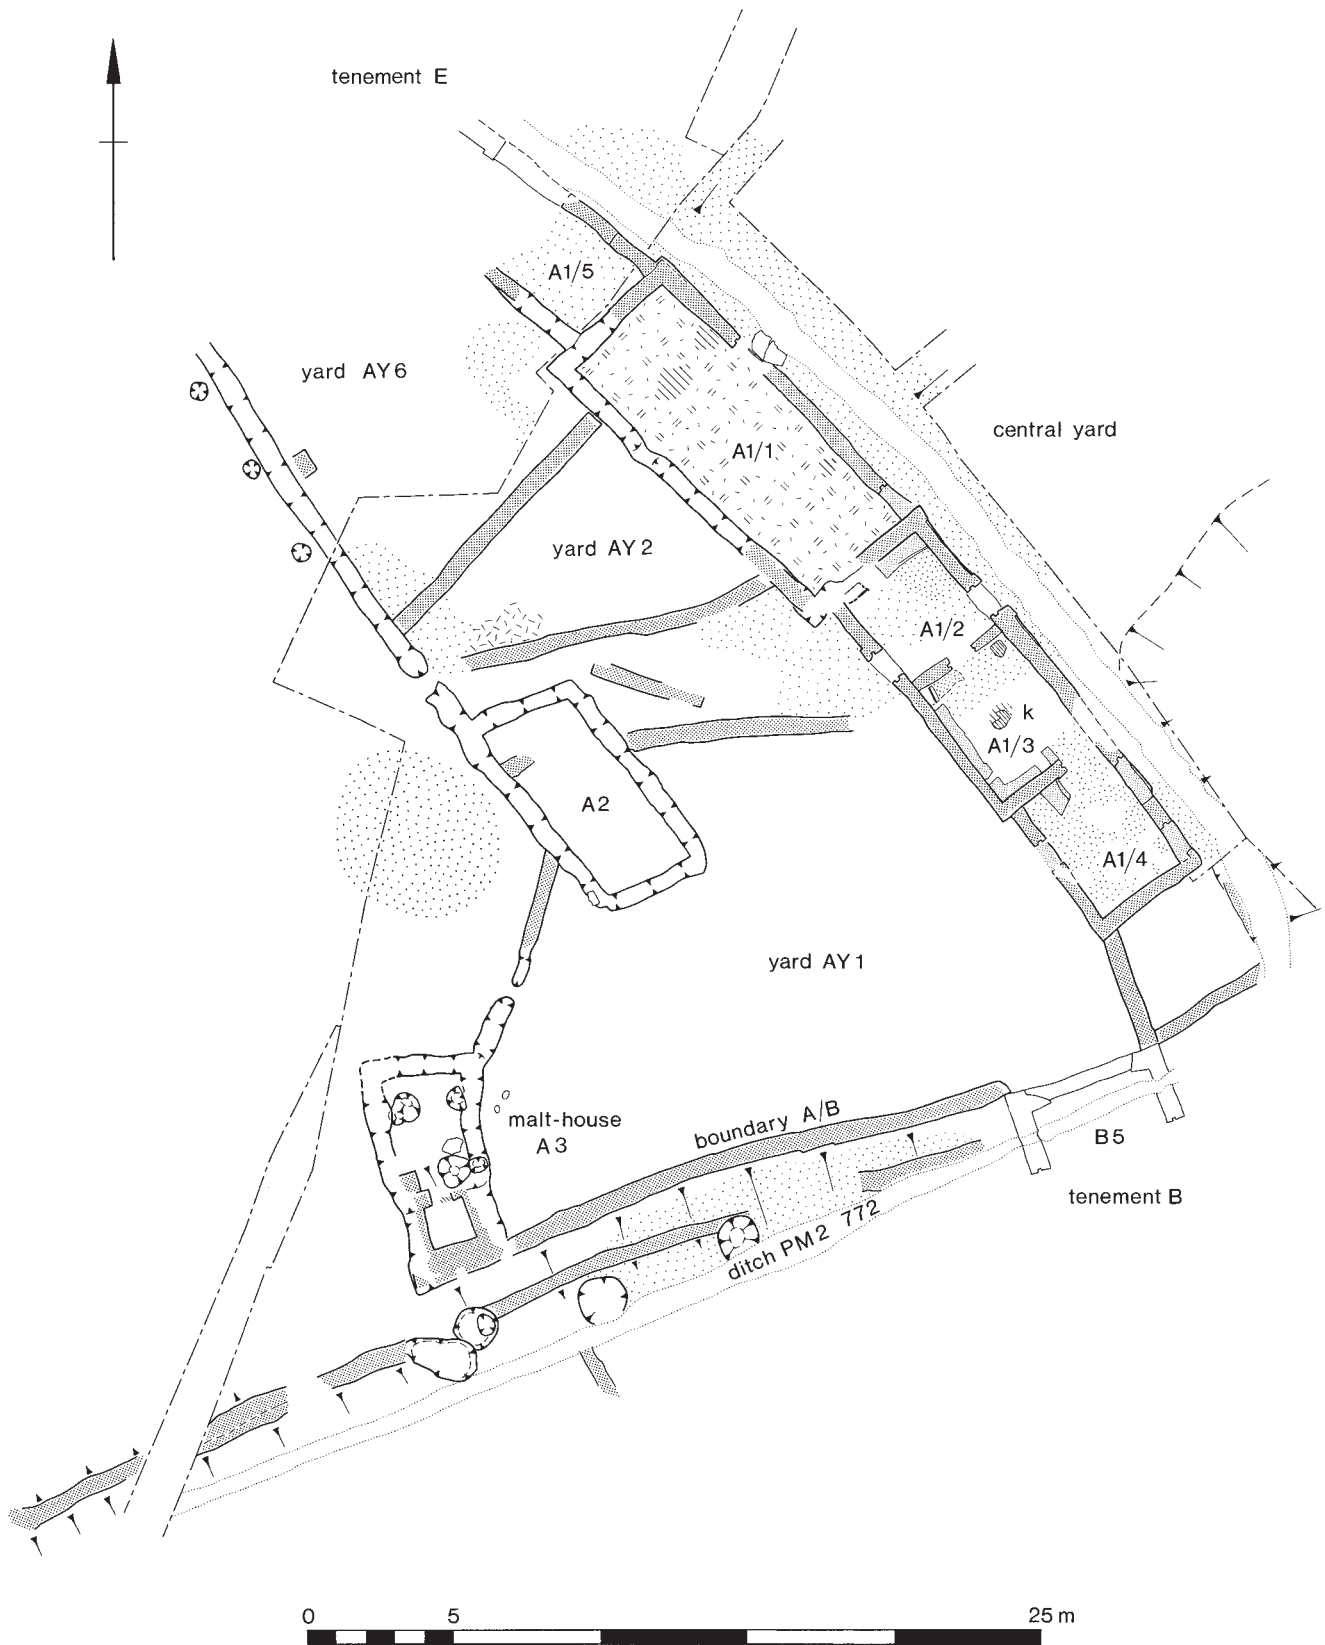 tenement E
A1/5
yard AY6
central yard
A1/1
yard AY2
A1/2
k
A1/3
A2
A1/4
yard AY1
malt-house
A3
boundary A/B
B5
tenement B
ditch PM2 772
0 5 25 m